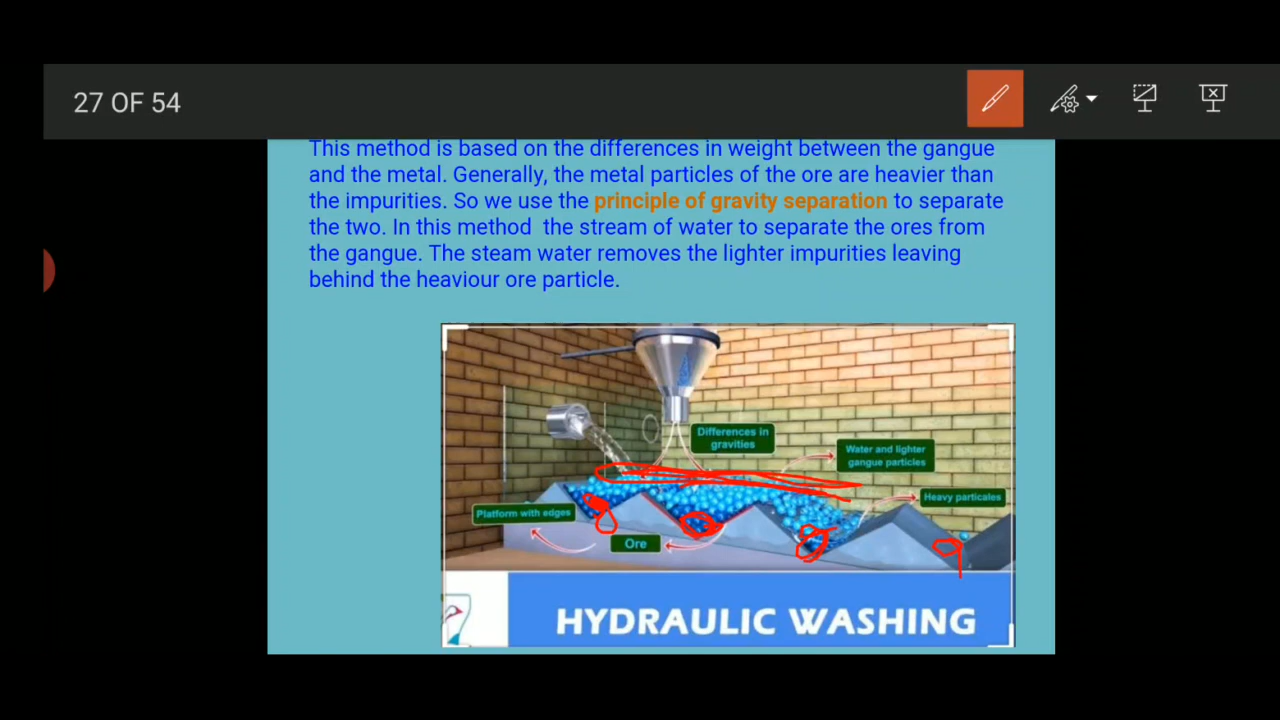 27 OF 54
This method is based on the differences in weight between the gangue
and the metal. Generally, the metal particles of the ore are heavier than
the impurities. So we use the principle of gravity separation to separate
the two. In this method  the stream of water to separate the ores from
the gangue. The steam water removes the lighter impurities leaving
behind the heaviour ore particle.
Differences in
gravities
Water and lighter
gangue particles
Heavy particales
Platform with edges
Ore
HYDRAULIC WASHING